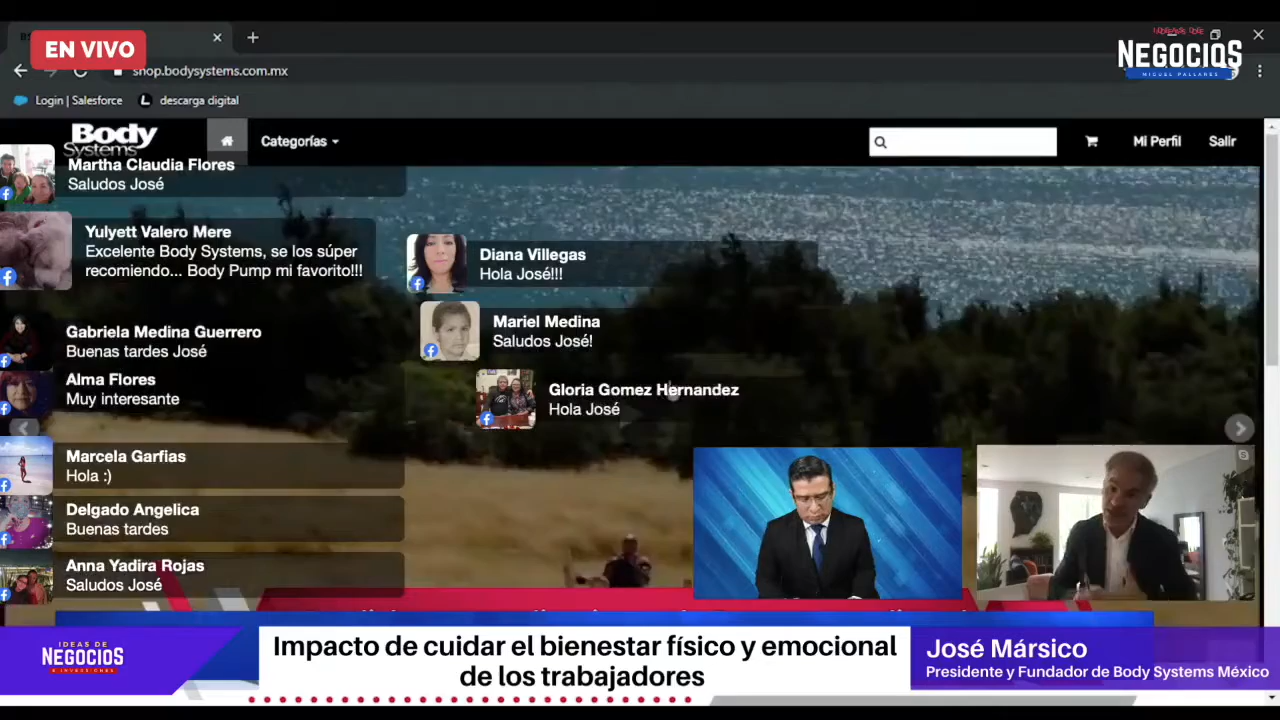 EN VIVO
shop.bodysystems.com.mx
Login | Salesforce
descarga digital
IDEAS DE
NEGOCIOS
MIGUEL PALLARES
Body
Systems
Categorías
Mi Perfil
Salir
Martha Claudia Flores
Saludos José
Yulyett Valero Mere
Excelente Body Systems, se los súper
recomiendo... Body Pump mi favorito!!!
Diana Villegas
Hola José!!!
Mariel Medina
Saludos José!
Gabriela Medina Guerrero
Buenas tardes José
Alma Flores
Muy interesante
Gloria Gomez Hernandez
Hola José
Marcela Garfias
Hola :)
Delgado Angelica
Buenas tardes
Anna Yadira Rojas
Saludos José
IDEAS DE
NEGOCIOS
E INVERSIONES
Impacto de cuidar el bienestar físico y emocional
de los trabajadores
José Mársico
Presidente y Fundador de Body Systems México